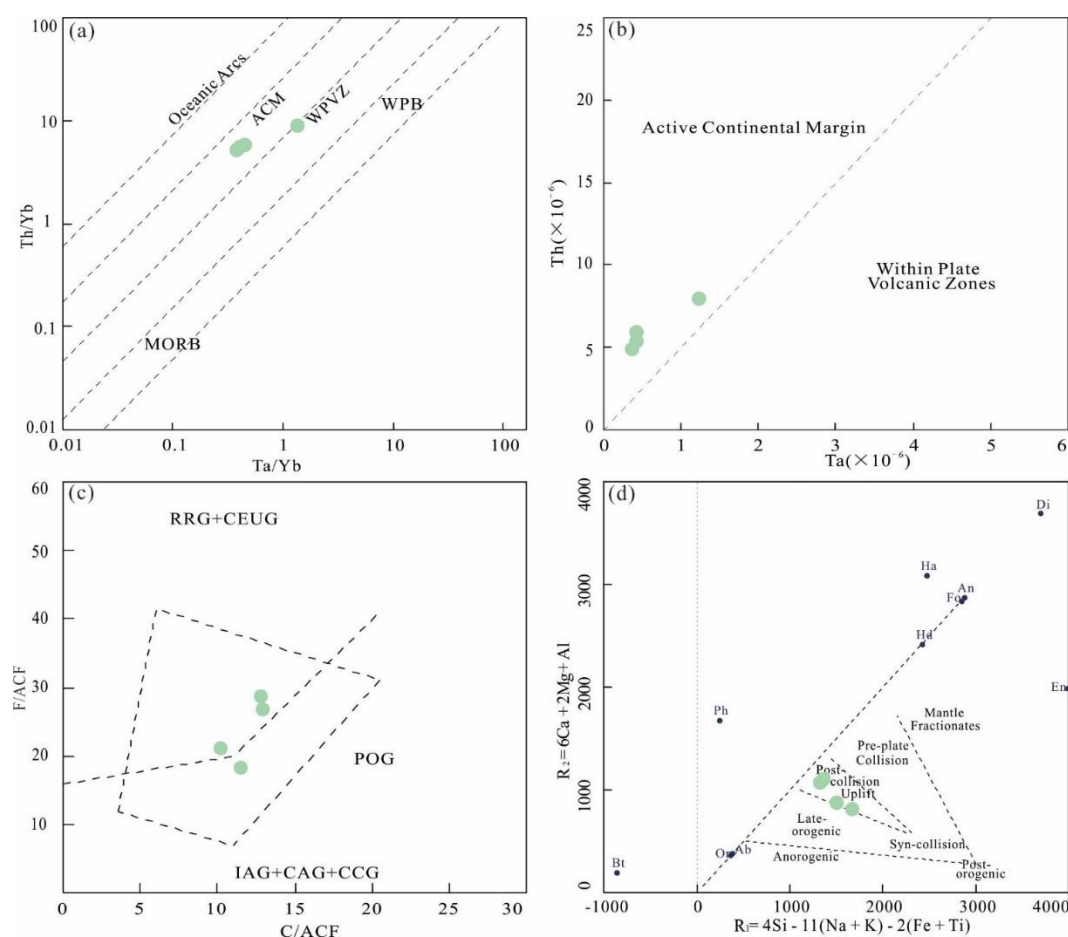 (a)
100
10
1
0.1
0.01
Th/Yb
Oceanic Arcs
ACM
WPVZ
WPB
MORB
0.01
0.1
1
10
100
Ta/Yb
(b)
25
20
15
10
5
0
Th(×10⁻⁶)
Active Continental Margin
Within Plate
Volcanic Zones
0
1
2
3
4
5
6
Ta(×10⁻⁶)
(c)
60
50
40
30
20
10
F/ACF
RRG+CEUG
POG
IAG+CAG+CCG
0
5
10
15
20
25
30
C/ACF
(d)
4000
3000
2000
1000
0
R₂=6Ca+2Mg+Al
Di
Ha
An
Fo
Hd
En
Ph
Mantle
Fractionates
Pre-plate
Collision
Post-
collision
Uplift
Late-
orogenic
Syn-collision
Anorogenic
Post-
orogenic
Or
Ab
Bt
-1000
0
1000
2000
3000
4000
R₁=4Si-11(Na+K)-2(Fe+Ti)